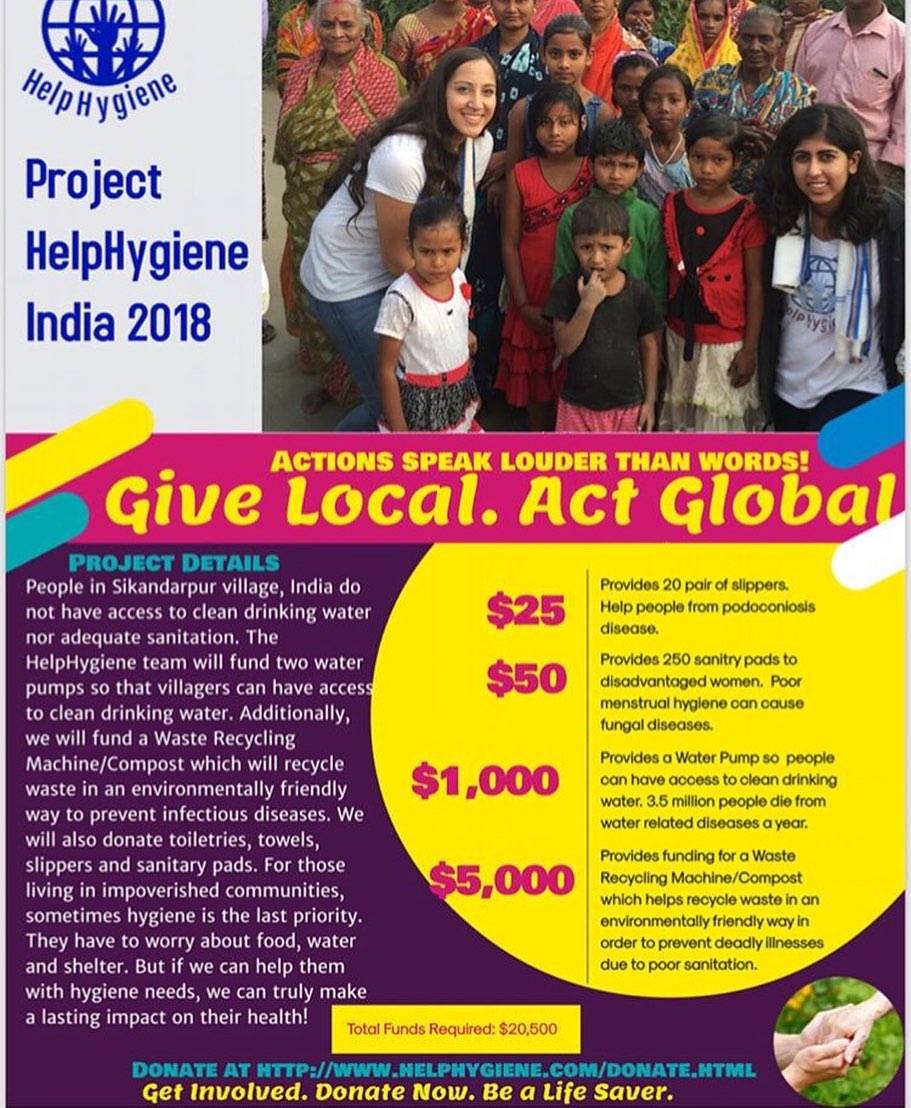 HelpHygiene
Project
HelpHygiene
India 2018
ACTIONS SPEAK LOUDER THAN WORDS!
Give Local. Act Global
PROJECT DETAILS
People in Sikandarpur village, India do
not have access to clean drinking water
nor adequate sanitation. The
HelpHygiene team will fund two water
pumps so that villagers can have access
to clean drinking water. Additionally,
we will fund a Waste Recycling
Machine/Compost which will recycle
waste in an environmentally friendly
way to prevent infectious diseases. We
will also donate toiletries, towels,
slippers and sanitary pads. For those
living in impoverished communities,
sometimes hygiene is the last priority.
They have to worry about food, water
and shelter. But if we can help them
with hygiene needs, we can truly make
a lasting impact on their health!
$25
Provides 20 pair of slippers.
Help people from podoconiosis
disease.
$50
Provides 250 sanitry pads to
disadvantaged women. Poor
menstrual hygiene can cause
fungal diseases.
$1,000
Provides a Water Pump so people
can have access to clean drinking
water. 3.5 million people die from
water related diseases a year.
$5,000
Provides funding for a Waste
Recycling Machine/Compost
which helps recycle waste in an
environmentally friendly way in
order to prevent deadly illnesses
due to poor sanitation.
Total Funds Required: $20,500
DONATE AT HTTP://WWW.HELPHYGIENE.COM/DONATE.HTML
Get Involved. Donate Now. Be a Life Saver.